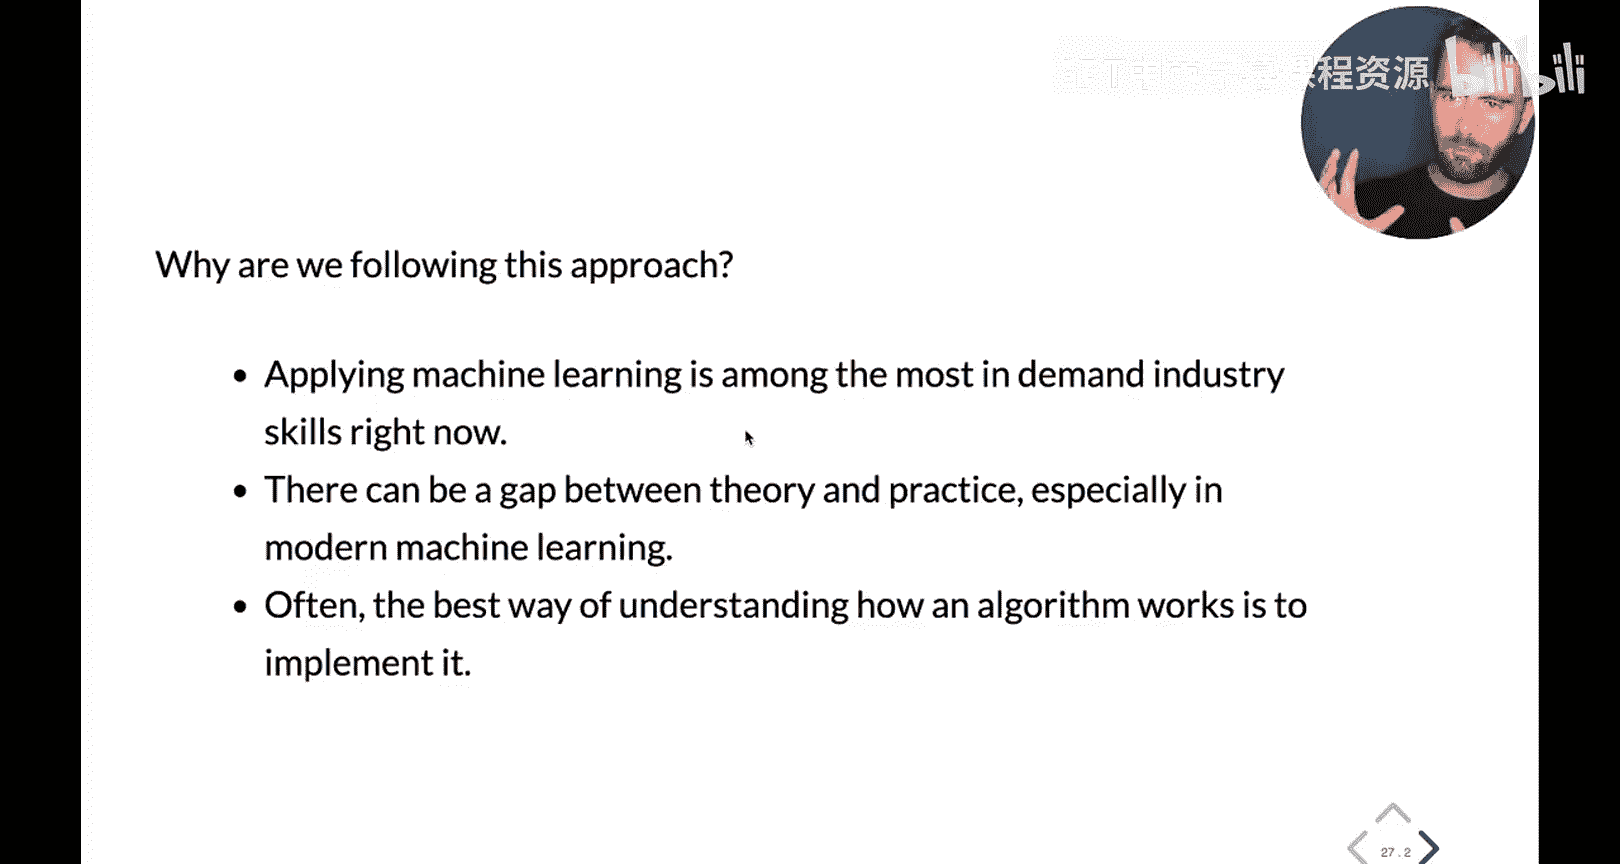 程资源 bilibili
Why are we following this approach?
Applying machine learning is among the most in demand industry
skills right now.
There can be a gap between theory and practice, especially in
modern machine learning.
Often, the best way of understanding how an algorithm works is to
implement it.
27.2